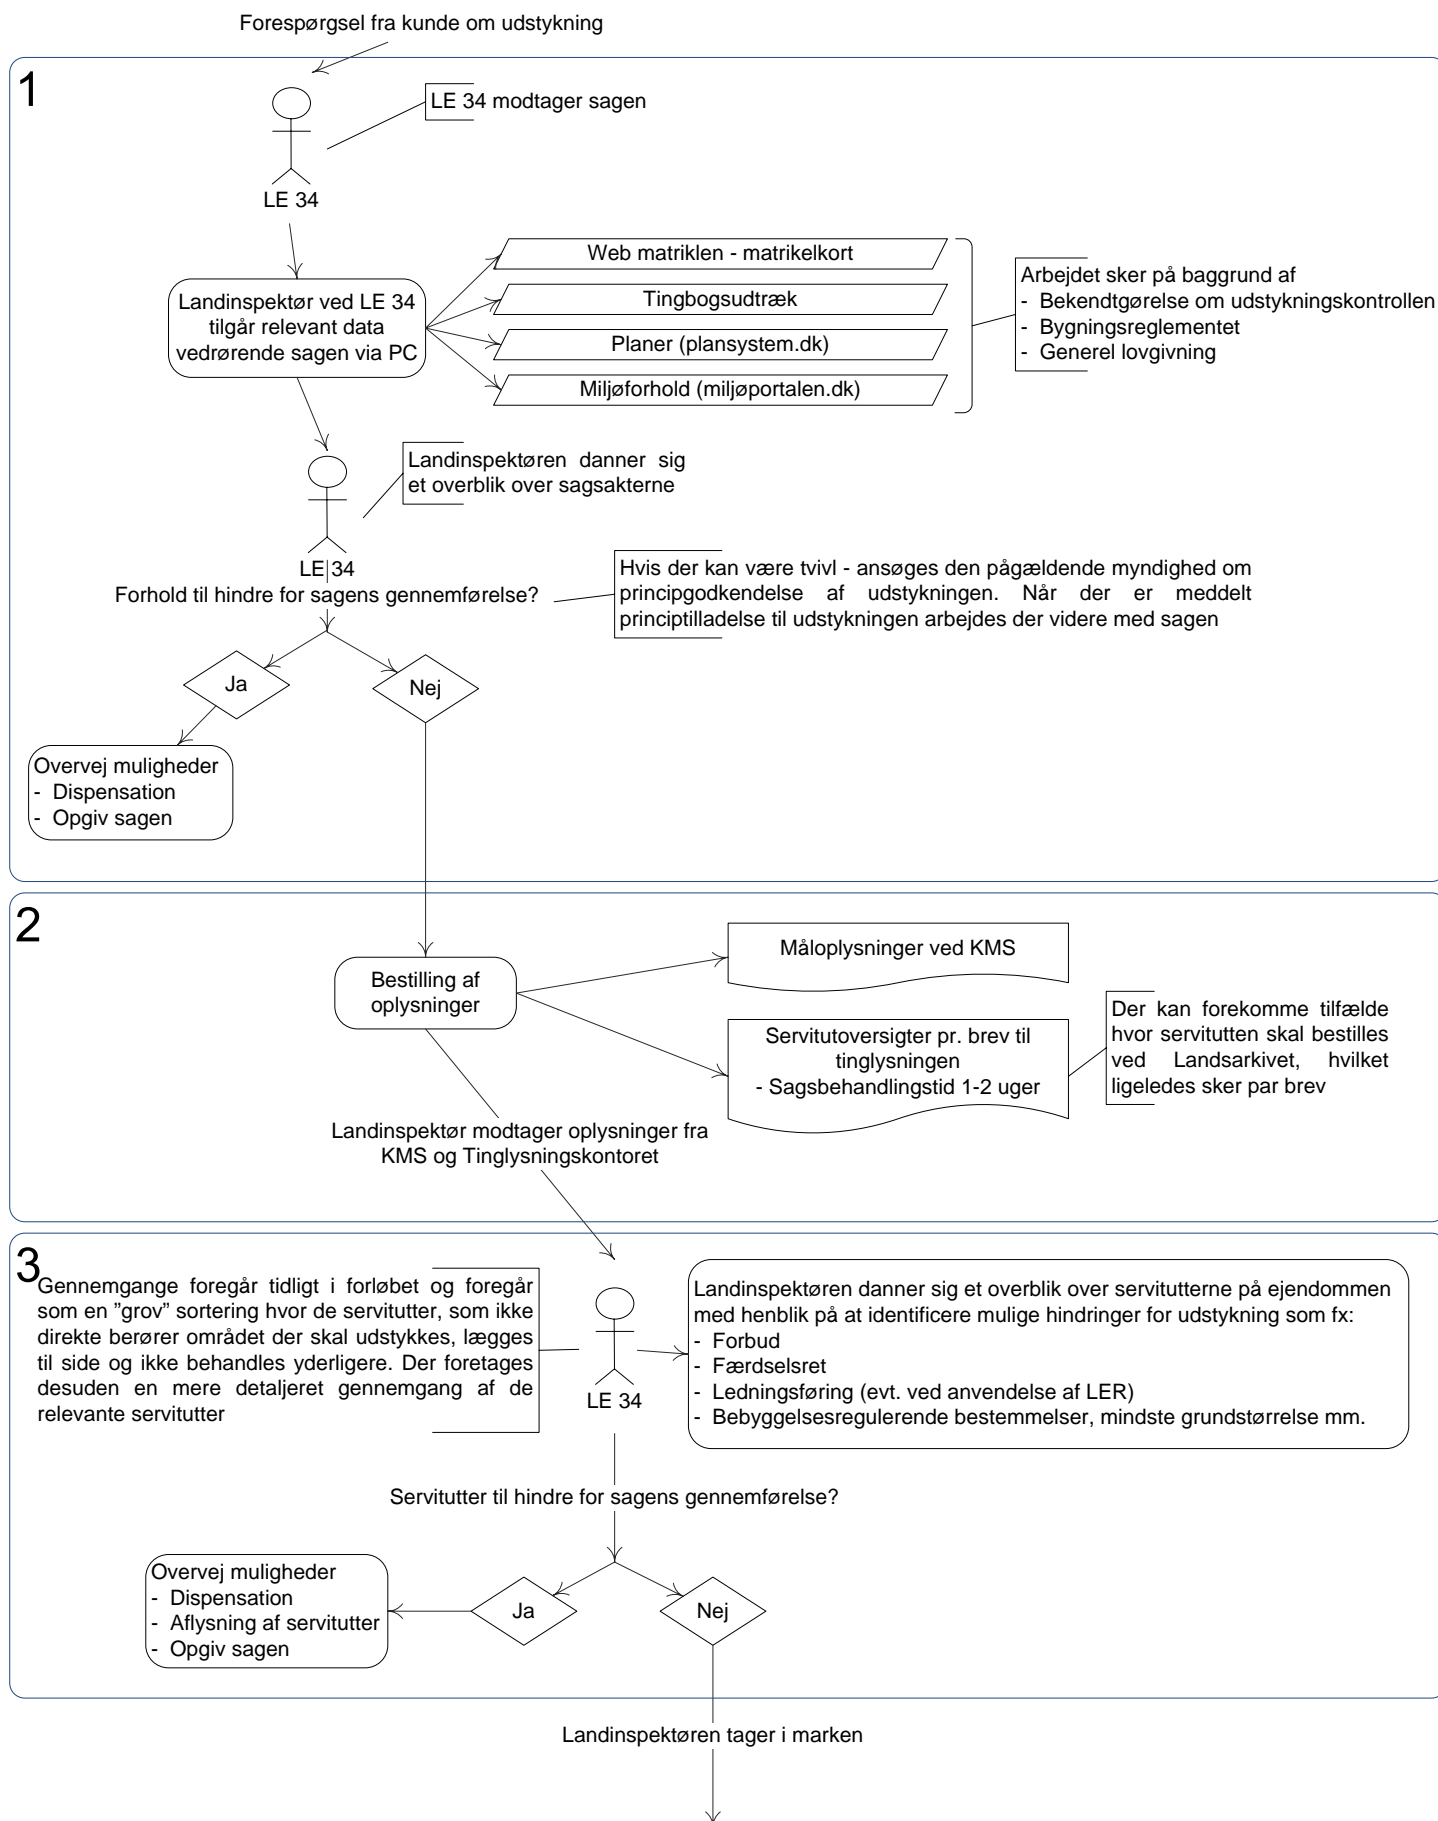 Forespørgsel fra kunde om udstykning
1
LE 34 modtager sagen
LE 34
Landinspektør ved LE 34
tilgår relevant data
vedrørende sagen via PC
Web matriklen - matrikelkort
Tingbogsudtræk
Planer (plansystem.dk)
Miljøforhold (miljøportalen.dk)
Arbejdet sker på baggrund af
- Bekendtgørelse om udstykningskontrollen
- Bygningsreglementet
- Generel lovgivning
Landinspektøren danner sig
et overblik over sagsakterne
LE 34
Forhold til hindre for sagens gennemførelse?
Hvis der kan være tvivl - ansøges den pågældende myndighed om
principgodkendelse af udstykningen. Når der er meddelt
principtilladelse til udstykningen arbejdes der videre med sagen
Ja
Nej
Overvej muligheder
- Dispensation
- Opgiv sagen
2
Bestilling af
oplysninger
Måloplysninger ved KMS
Servitutoversigter pr. brev til
tinglysningen
- Sagsbehandlingstid 1-2 uger
Der kan forekomme tilfælde
hvor servitutten skal bestilles
ved Landsarkivet, hvilket
ligeledes sker par brev
Landinspektør modtager oplysninger fra
KMS og Tinglysningskontoret
3
Gennemgange foregår tidligt i forløbet og foregår
som en ”grov” sortering hvor de servitutter, som ikke
direkte berører området der skal udstykkes, lægges
til side og ikke behandles yderligere. Der foretages
desuden en mere detaljeret gennemgang af de
relevante servitutter
LE 34
Landinspektøren danner sig et overblik over servitutterne på ejendommen
med henblik på at identificere mulige hindringer for udstykning som fx:
- Forbud
- Færdselsret
- Ledningsføring (evt. ved anvendelse af LER)
- Bebyggelsesregulerende bestemmelser, mindste grundstørrelse mm.
Servitutter til hindre for sagens gennemførelse?
Overvej muligheder
- Dispensation
- Aflysning af servitutter
- Opgiv sagen
Ja
Nej
Landinspektøren tager i marken